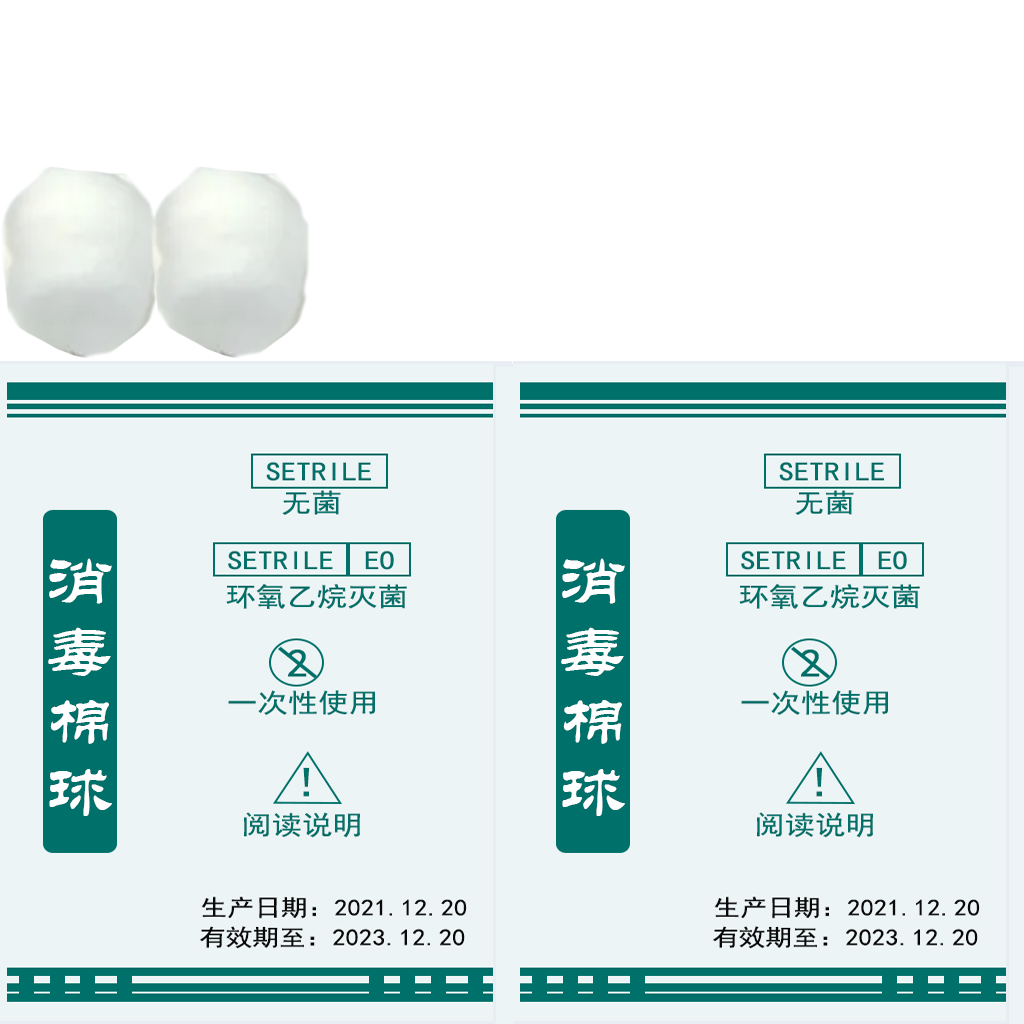 SETRILE
无菌
SETRILE EO
环氧乙烷灭菌
2
一次性使用
!
阅读说明
消毒棉球
生产日期：2021.12.20
有效期至：2023.12.20
SETRILE
无菌
SETRILE EO
环氧乙烷灭菌
2
一次性使用
!
阅读说明
消毒棉球
生产日期：2021.12.20
有效期至：2023.12.20